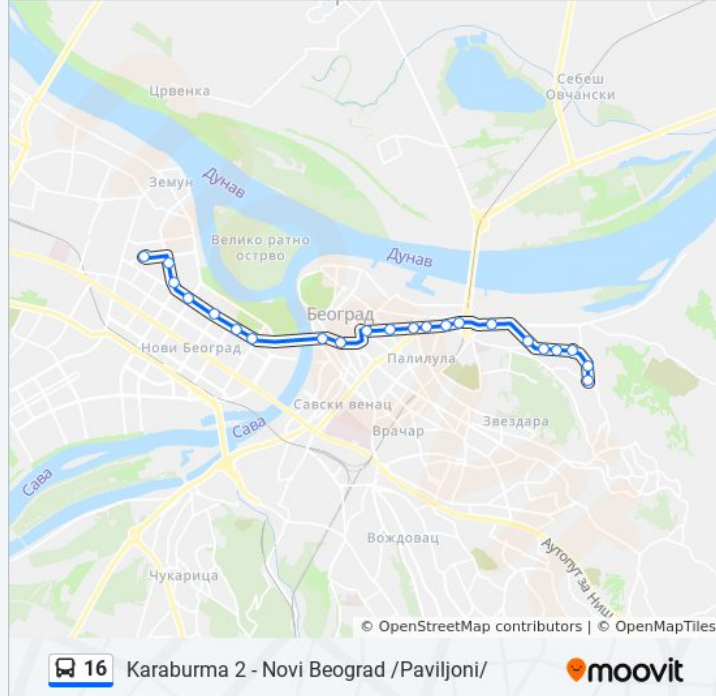 Црвенка
Себеш
Овчански
Земун
Дунав
Велико ратно
острво
Дунав
Београд
Нови Београд
Палилула
Савски венац
Сава
Врачар
Звездара
Сава
Вождовац
Аутопут за Ниш
Чукарица
© OpenStreetMap contributors | © OpenMapTiles
16 Karaburma 2 - Novi Beograd /Paviljoni/
moovit